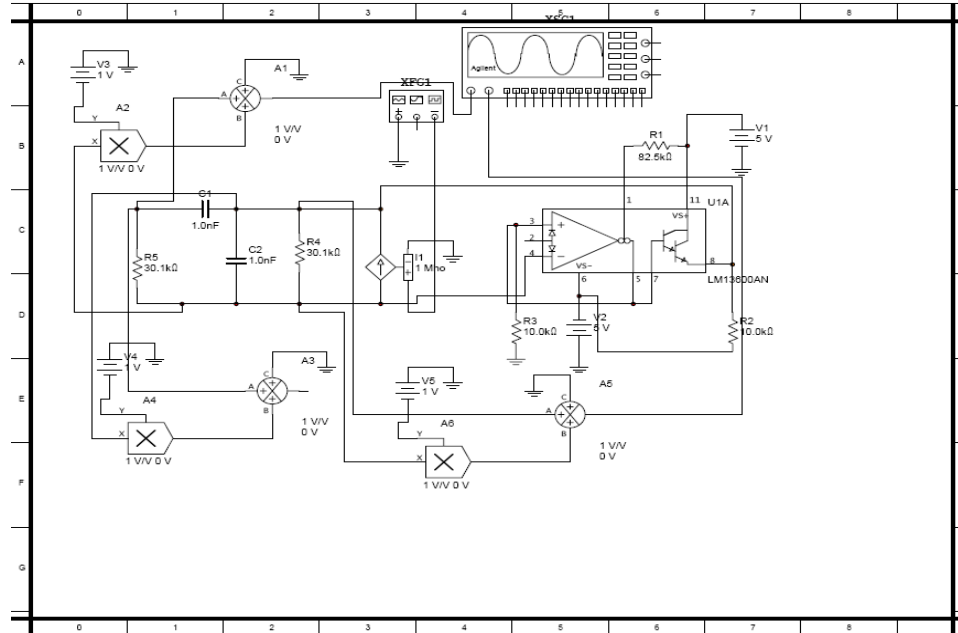 0 1 2 3 4 5 6 7 8
A
B
C
D
E
F
G
XSC1
Agilent
XFG1
V3
1 V
A1
C
A
B
1 V/V
0 V
A2
Y
X
1 V/V 0 V
R1
82.5kΩ
V1
5 V
C1
1.0nF
R5
30.1kΩ
C2
1.0nF
R4
30.1kΩ
I1
1 Mho
U1A
1
11
VS+
3
2
4
VS-
6
5
7
8
LM13600AN
R3
10.0kΩ
V2
5 V
R2
10.0kΩ
V4
1 V
A3
C
A
B
1 V/V
0 V
A4
Y
X
1 V/V 0 V
V5
1 V
A5
C
A
B
1 V/V
0 V
A6
Y
X
1 V/V 0 V
0 1 2 3 4 5 6 7 8